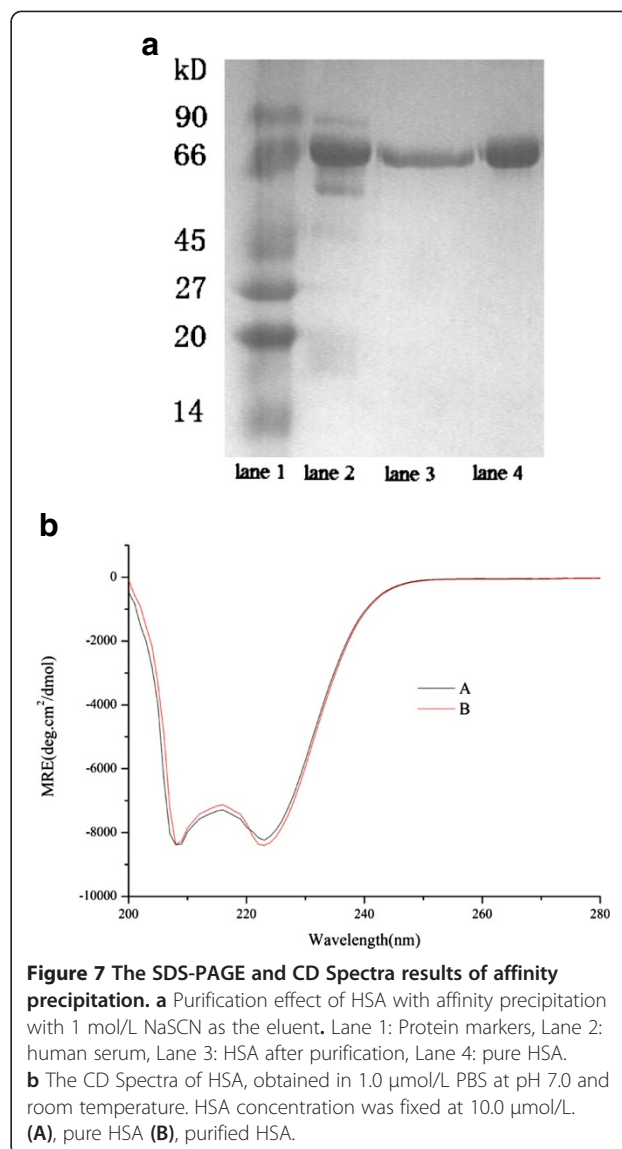 a
kD
90
66
45
27
20
14
lane 1 lane 2 lane 3 lane 4
b
0
-2000
-4000
-6000
-8000
-10000
MRE(deg.cm²/dmol)
A
B
200 220 240 260 280
Wavelength(nm)
Figure 7 The SDS-PAGE and CD Spectra results of affinity
precipitation. a Purification effect of HSA with affinity precipitation
with 1 mol/L NaSCN as the eluent. Lane 1: Protein markers, Lane 2:
human serum, Lane 3: HSA after purification, Lane 4: pure HSA.
b The CD Spectra of HSA, obtained in 1.0 μmol/L PBS at pH 7.0 and
room temperature. HSA concentration was fixed at 10.0 μmol/L.
(A), pure HSA (B), purified HSA.